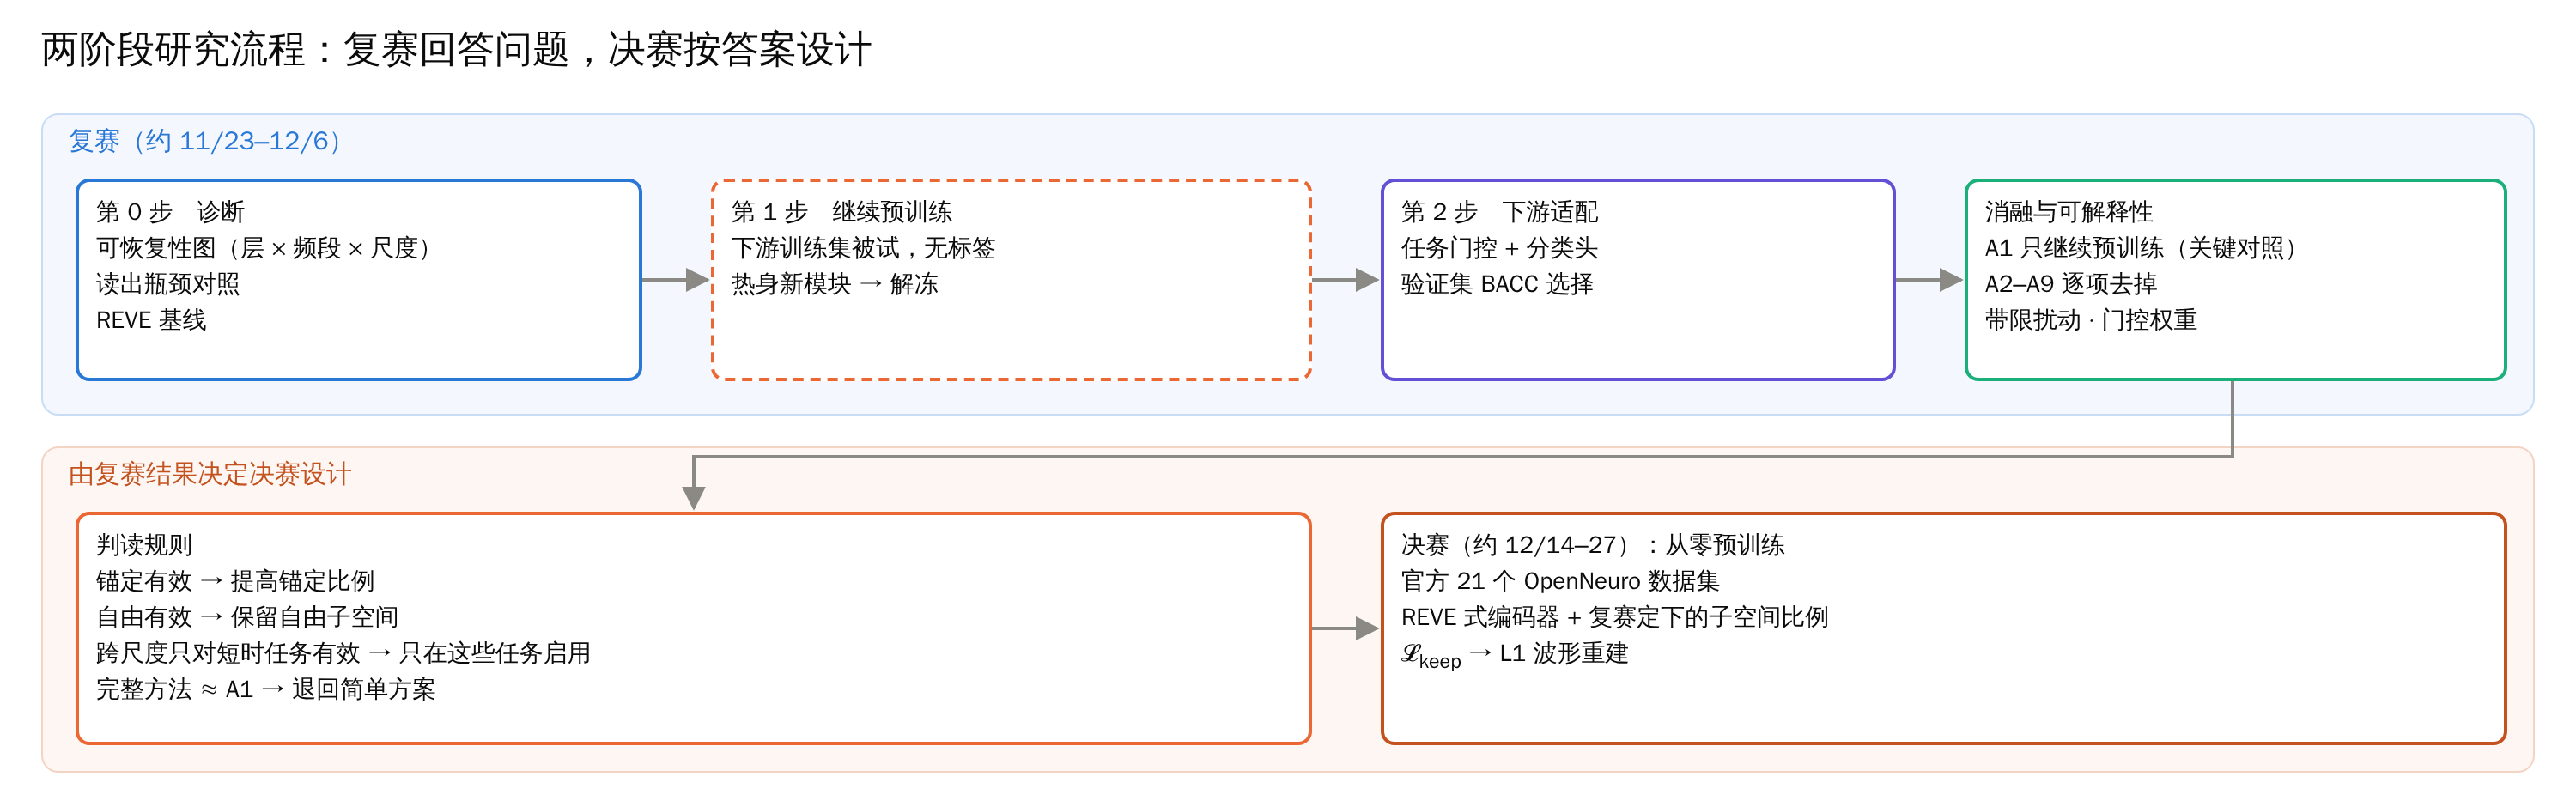 两阶段研究流程：复赛回答问题，决赛按答案设计
复赛（约 11/23–12/6）
第 0 步　诊断
可恢复性图（层 × 频段 × 尺度）
读出瓶颈对照
REVE 基线
第 1 步　继续预训练
下游训练集被试，无标签
热身新模块 → 解冻
第 2 步　下游适配
任务门控 + 分类头
验证集 BACC 选择
消融与可解释性
A1 只继续预训练（关键对照）
A2–A9 逐项去掉
带限扰动 · 门控权重
由复赛结果决定决赛设计
判读规则
锚定有效 → 提高锚定比例
自由有效 → 保留自由子空间
跨尺度只对短时任务有效 → 只在这些任务启用
完整方法 ≈ A1 → 退回简单方案
决赛（约 12/14–27）：从零预训练
官方 21 个 OpenNeuro 数据集
REVE 式编码器 + 复赛定下的子空间比例
ℒkeep → L1 波形重建